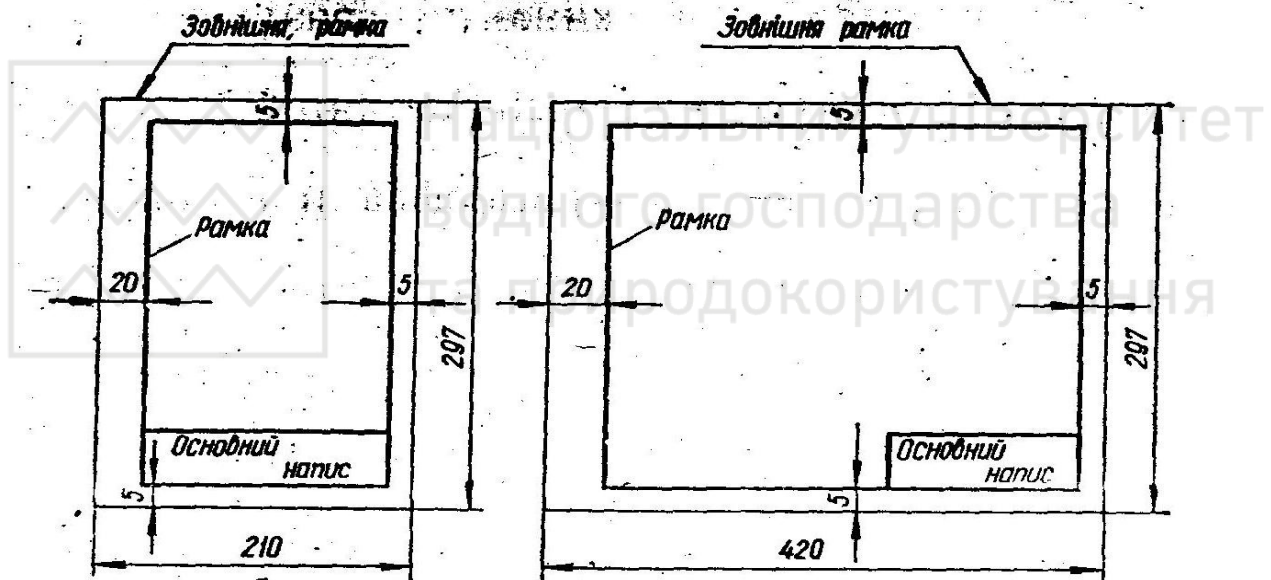 Зовнішня рамка
Зовнішня рамка
Національний університет
водного господарства
та природокористування
5
5
Рамка
Рамка
20
5
20
5
297
297
Основний
напис
Основний
напис
5
5
210
420